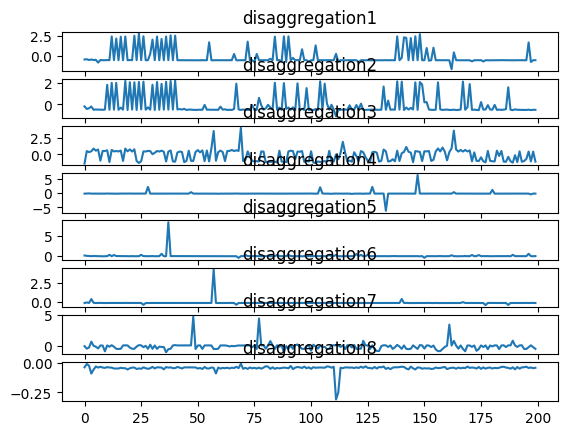 disaggregation1
2.5
0.0
disaggregation2
2
0
disaggregation3
2.5
0.0
disaggregation4
5
0
−5
disaggregation5
5
0
disaggregation6
2.5
0.0
disaggregation7
5
0
disaggregation8
0.00
−0.25
0 25 50 75 100 125 150 175 200